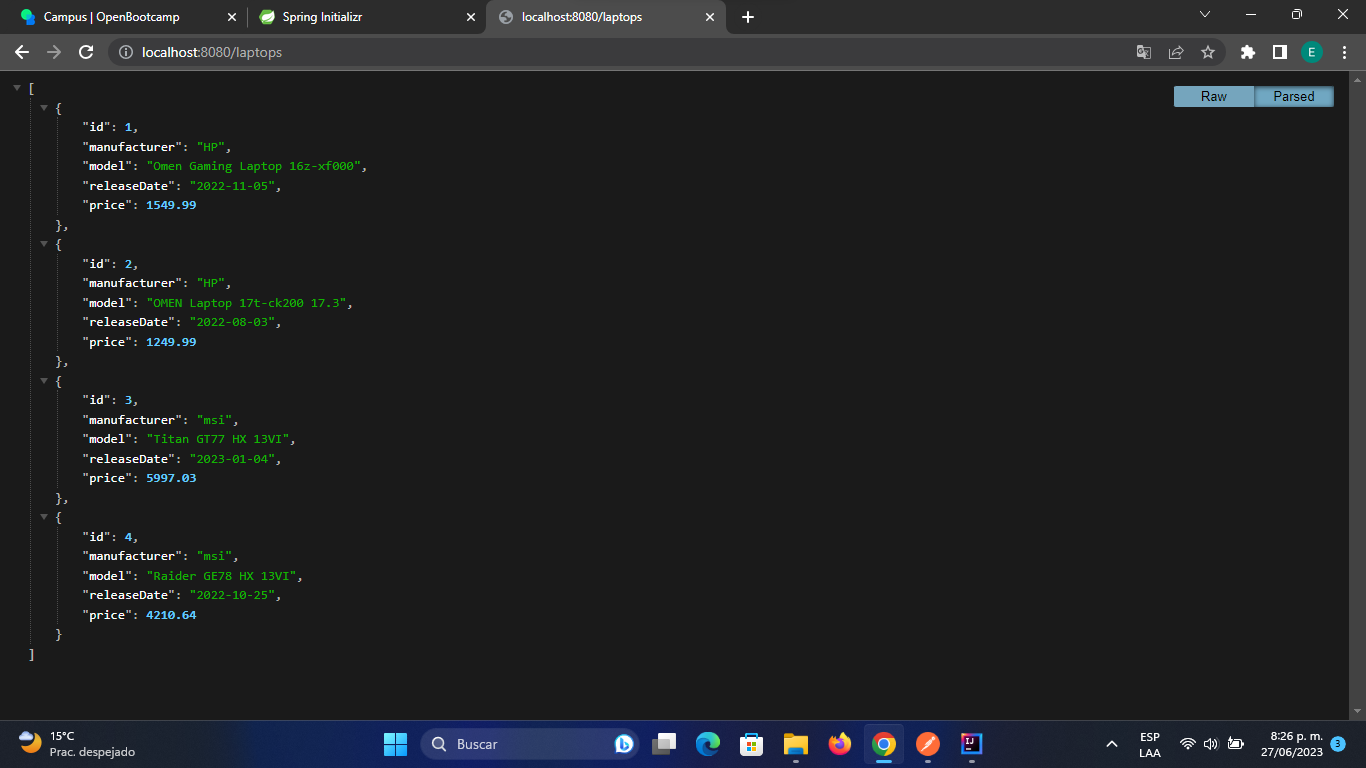 Campus | OpenBootcamp
Spring Initializr
localhost:8080/laptops
localhost:8080/laptops
E
Raw
Parsed
[
{
"id": 1,
"manufacturer": "HP",
"model": "Omen Gaming Laptop 16z-xf000",
"releaseDate": "2022-11-05",
"price": 1549.99
},
{
"id": 2,
"manufacturer": "HP",
"model": "OMEN Laptop 17t-ck200 17.3",
"releaseDate": "2022-08-03",
"price": 1249.99
},
{
"id": 3,
"manufacturer": "msi",
"model": "Titan GT77 HX 13VI",
"releaseDate": "2023-01-04",
"price": 5997.03
},
{
"id": 4,
"manufacturer": "msi",
"model": "Raider GE78 HX 13VI",
"releaseDate": "2022-10-25",
"price": 4210.64
}
]
15°C
Prac. despejado
Buscar
IJ
ESP
LAA
8:26 p. m.
27/06/2023
3